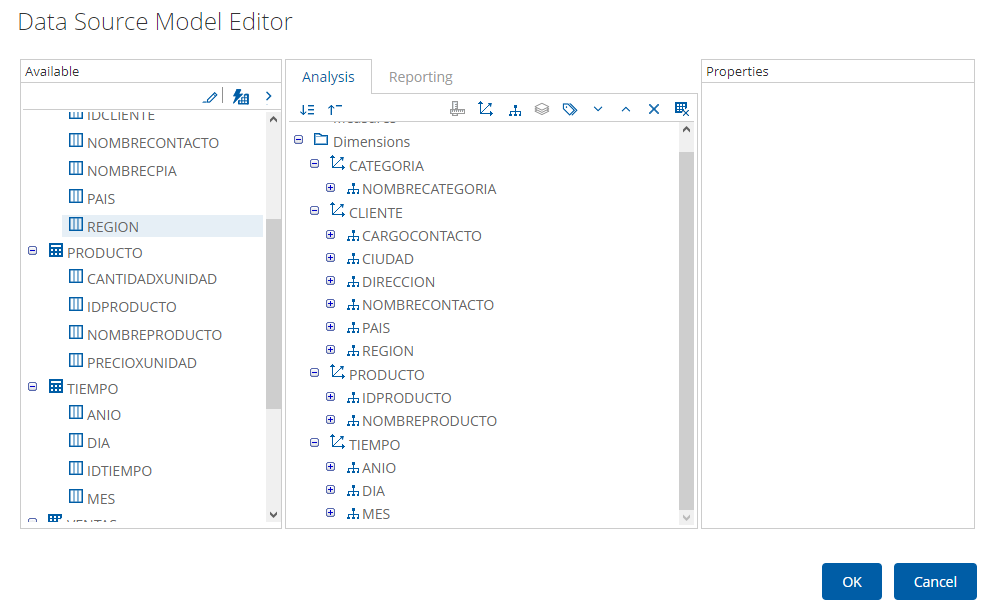 Data Source Model Editor
Available
IDCLIENTE
NOMBRECONTACTO
NOMBRECPIA
PAIS
REGION
PRODUCTO
CANTIDADXUNIDAD
IDPRODUCTO
NOMBREPRODUCTO
PRECIOXUNIDAD
TIEMPO
ANIO
DIA
IDTIEMPO
MES
VENTAS
Analysis
Reporting
Measures
Dimensions
CATEGORIA
NOMBRECATEGORIA
CLIENTE
CARGOCONTACTO
CIUDAD
DIRECCION
NOMBRECONTACTO
PAIS
REGION
PRODUCTO
IDPRODUCTO
NOMBREPRODUCTO
TIEMPO
ANIO
DIA
MES
Properties
OK
Cancel